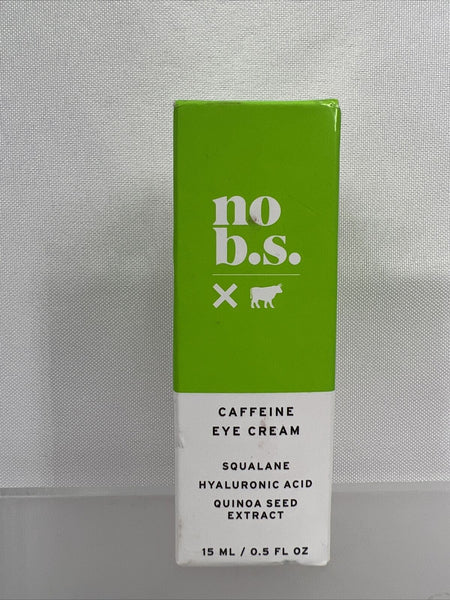 no
b.s.
CAFFEINE
EYE CREAM
SQUALANE
HYALURONIC ACID
QUINOA SEED
EXTRACT
15 ML / 0.5 FL OZ